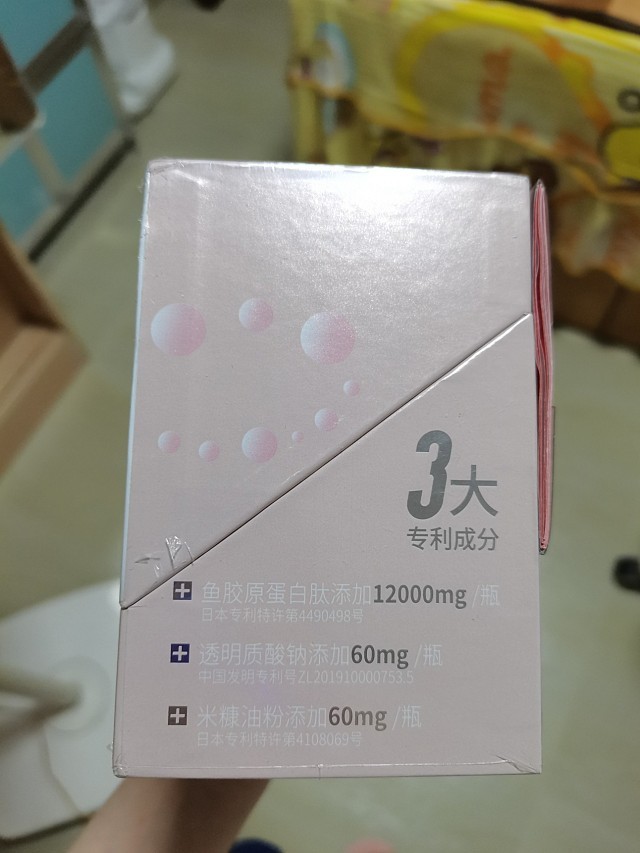 3大
专利成分
鱼胶原蛋白肽添加12000mg /瓶
日本专利特许第4490498号
透明质酸钠添加60mg /瓶
中国发明专利号ZL201910000753.5
米糠油粉添加60mg /瓶
日本专利特许第4108069号